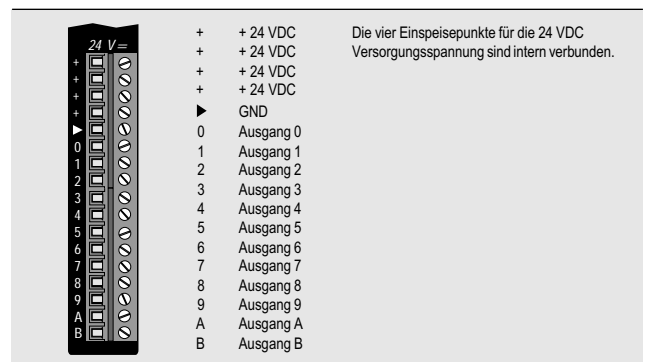 24 V=
+
+
+
+
▶
0
1
2
3
4
5
6
7
8
9
A
B
+ + 24 VDC
+ + 24 VDC
+ + 24 VDC
+ + 24 VDC
▶ GND
0 Ausgang 0
1 Ausgang 1
2 Ausgang 2
3 Ausgang 3
4 Ausgang 4
5 Ausgang 5
6 Ausgang 6
7 Ausgang 7
8 Ausgang 8
9 Ausgang 9
A Ausgang A
B Ausgang B
Die vier Einspeisepunkte für die 24 VDC
Versorgungsspannung sind intern verbunden.